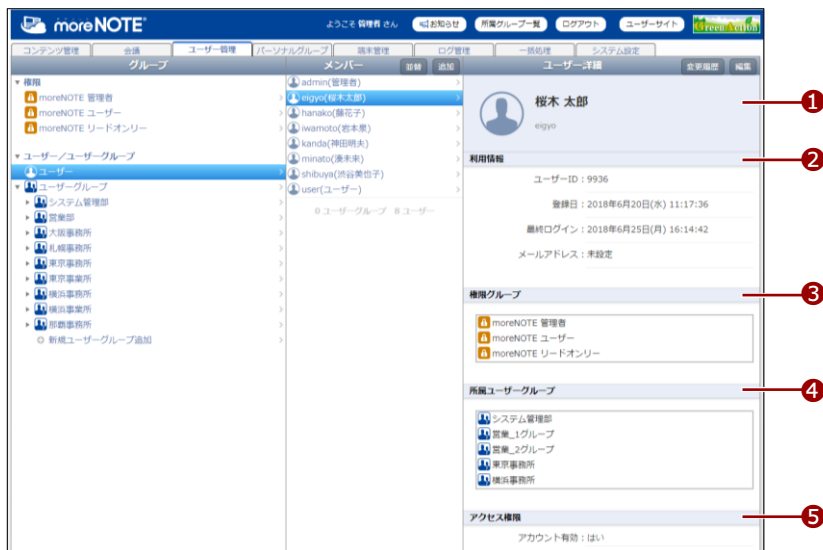 moreNOTE
ようこそ 管理者 さん
お知らせ
所属グループ一覧
ログアウト
ユーザーサイト
GreenAction
コンテンツ管理
会議
ユーザー管理
パーソナルグループ
端末管理
ログ管理
一括処理
システム設定
グループ
▼ 権限
moreNOTE 管理者
moreNOTE ユーザー
moreNOTE リードオンリー
▼ ユーザー／ユーザーグループ
ユーザー
ユーザーグループ
システム管理部
営業部
大阪事務所
札幌事務所
東京事務所
東京事業所
横浜事務所
横浜事業所
那覇事務所
新規ユーザーグループ追加
メンバー
並替
追加
admin(管理者)
eigyo(桜木太郎)
hanako(藤花子)
iwamoto(岩本泉)
kanda(神田明夫)
minato(湊未来)
shibuya(渋谷美也子)
user(ユーザー)
0 ユーザーグループ 8 ユーザー
ユーザー詳細
変更履歴
編集
桜木 太郎
eigyo
1
利用情報
2
ユーザーID：9936
登録日：2018年6月20日(水) 11:17:36
最終ログイン：2018年6月25日(月) 16:14:42
メールアドレス：未設定
権限グループ
3
moreNOTE 管理者
moreNOTE ユーザー
moreNOTE リードオンリー
所属ユーザーグループ
4
システム管理部
営業_1グループ
営業_2グループ
東京事務所
横浜事務所
アクセス権限
5
アカウント有効：はい